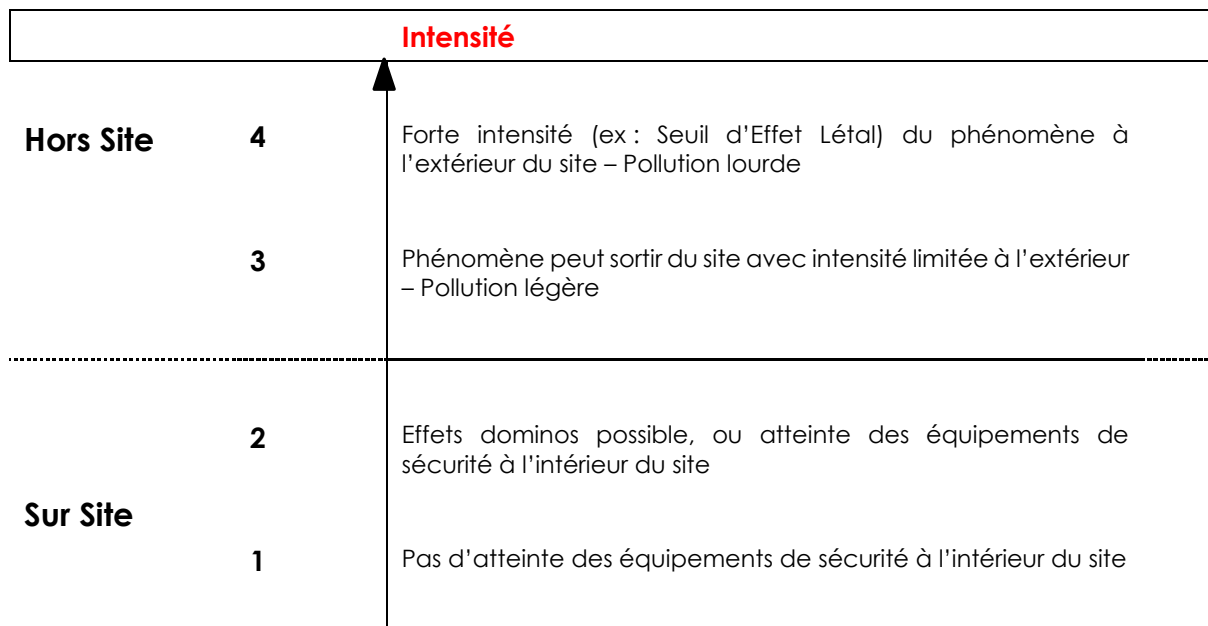 Intensité
Hors Site
4
Forte intensité (ex : Seuil d’Effet Létal) du phénomène à
l’extérieur du site – Pollution lourde
3
Phénomène peut sortir du site avec intensité limitée à l’extérieur
– Pollution légère
2
Effets dominos possible, ou atteinte des équipements de
sécurité à l’intérieur du site
Sur Site
1
Pas d’atteinte des équipements de sécurité à l’intérieur du site